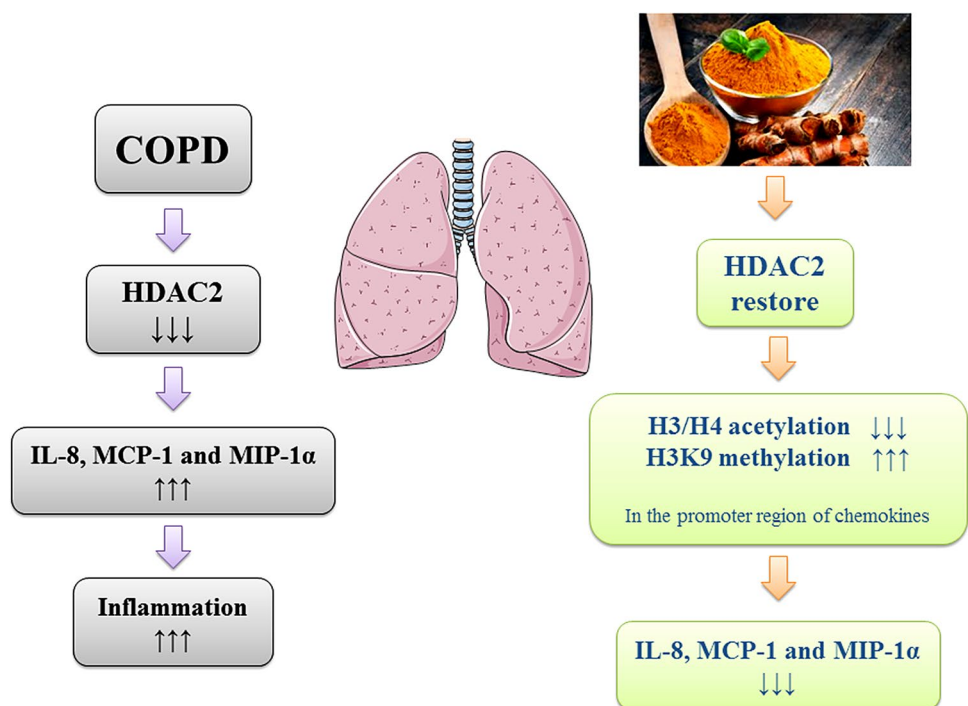 COPD
HDAC2
↓↓↓
IL-8, MCP-1 and MIP-1α
↑↑↑
Inflammation
↑↑↑
HDAC2
restore
H3/H4 acetylation ↓↓↓
H3K9 methylation ↑↑↑
In the promoter region of chemokines
IL-8, MCP-1 and MIP-1α
↓↓↓